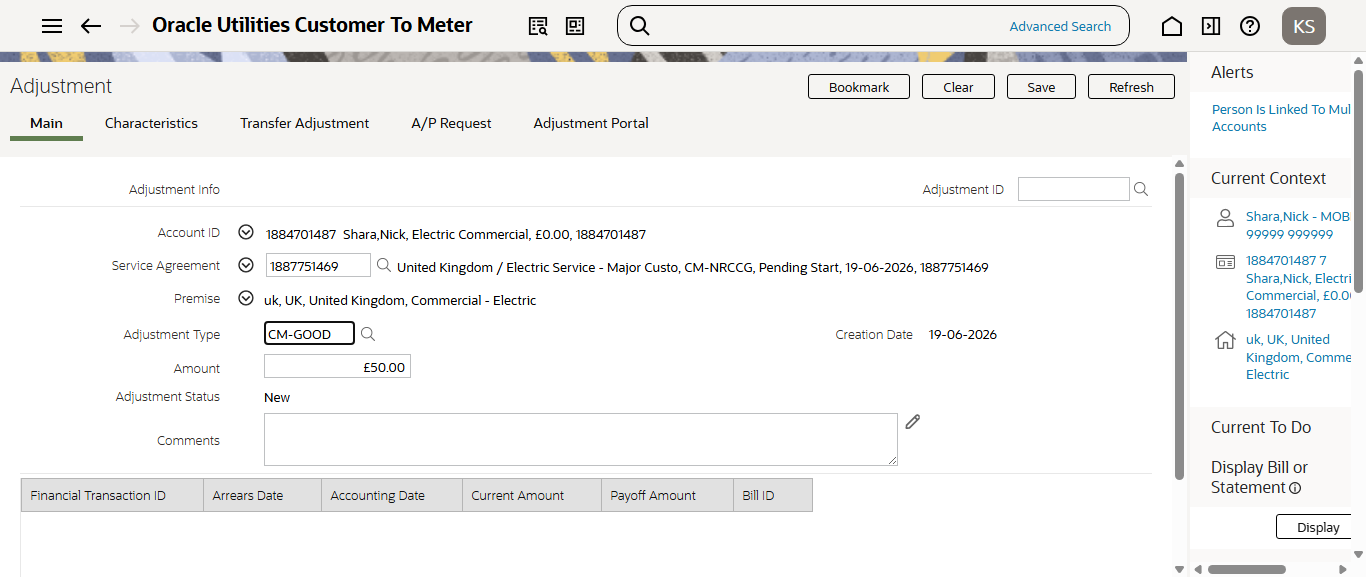 Oracle Utilities Customer To Meter
Advanced Search
KS
Adjustment
Bookmark
Clear
Save
Refresh
Main
Characteristics
Transfer Adjustment
A/P Request
Adjustment Portal
Adjustment Info
Adjustment ID
Account ID
1884701487 Shara,Nick, Electric Commercial, £0.00, 1884701487
Service Agreement
1887751469
United Kingdom / Electric Service - Major Custo, CM-NRCCG, Pending Start, 19-06-2026, 1887751469
Premise
uk, UK, United Kingdom, Commercial - Electric
Adjustment Type
CM-GOOD
Creation Date
19-06-2026
Amount
£50.00
Adjustment Status
New
Comments
Financial Transaction ID
Arrears Date
Accounting Date
Current Amount
Payoff Amount
Bill ID
Alerts
Person Is Linked To Mul
Accounts
Current Context
Shara,Nick - MOB
99999 999999
1884701487 7
Shara,Nick, Electri
Commercial, £0.0
1884701487
uk, UK, United
Kingdom, Comme
Electric
Current To Do
Display Bill or
Statement
Display